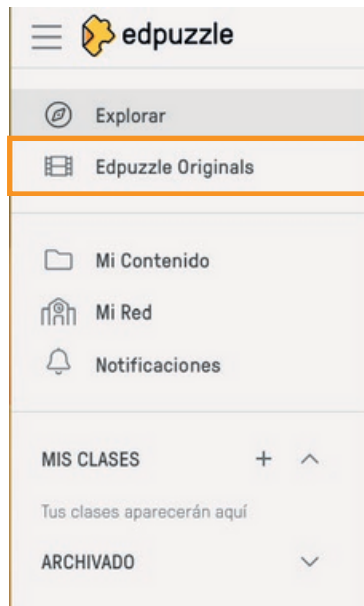 edpuzzle
Explorar
Edpuzzle Originals
Mi Contenido
Mi Red
Notificaciones
MIS CLASES
Tus clases aparecerán aquí
ARCHIVADO